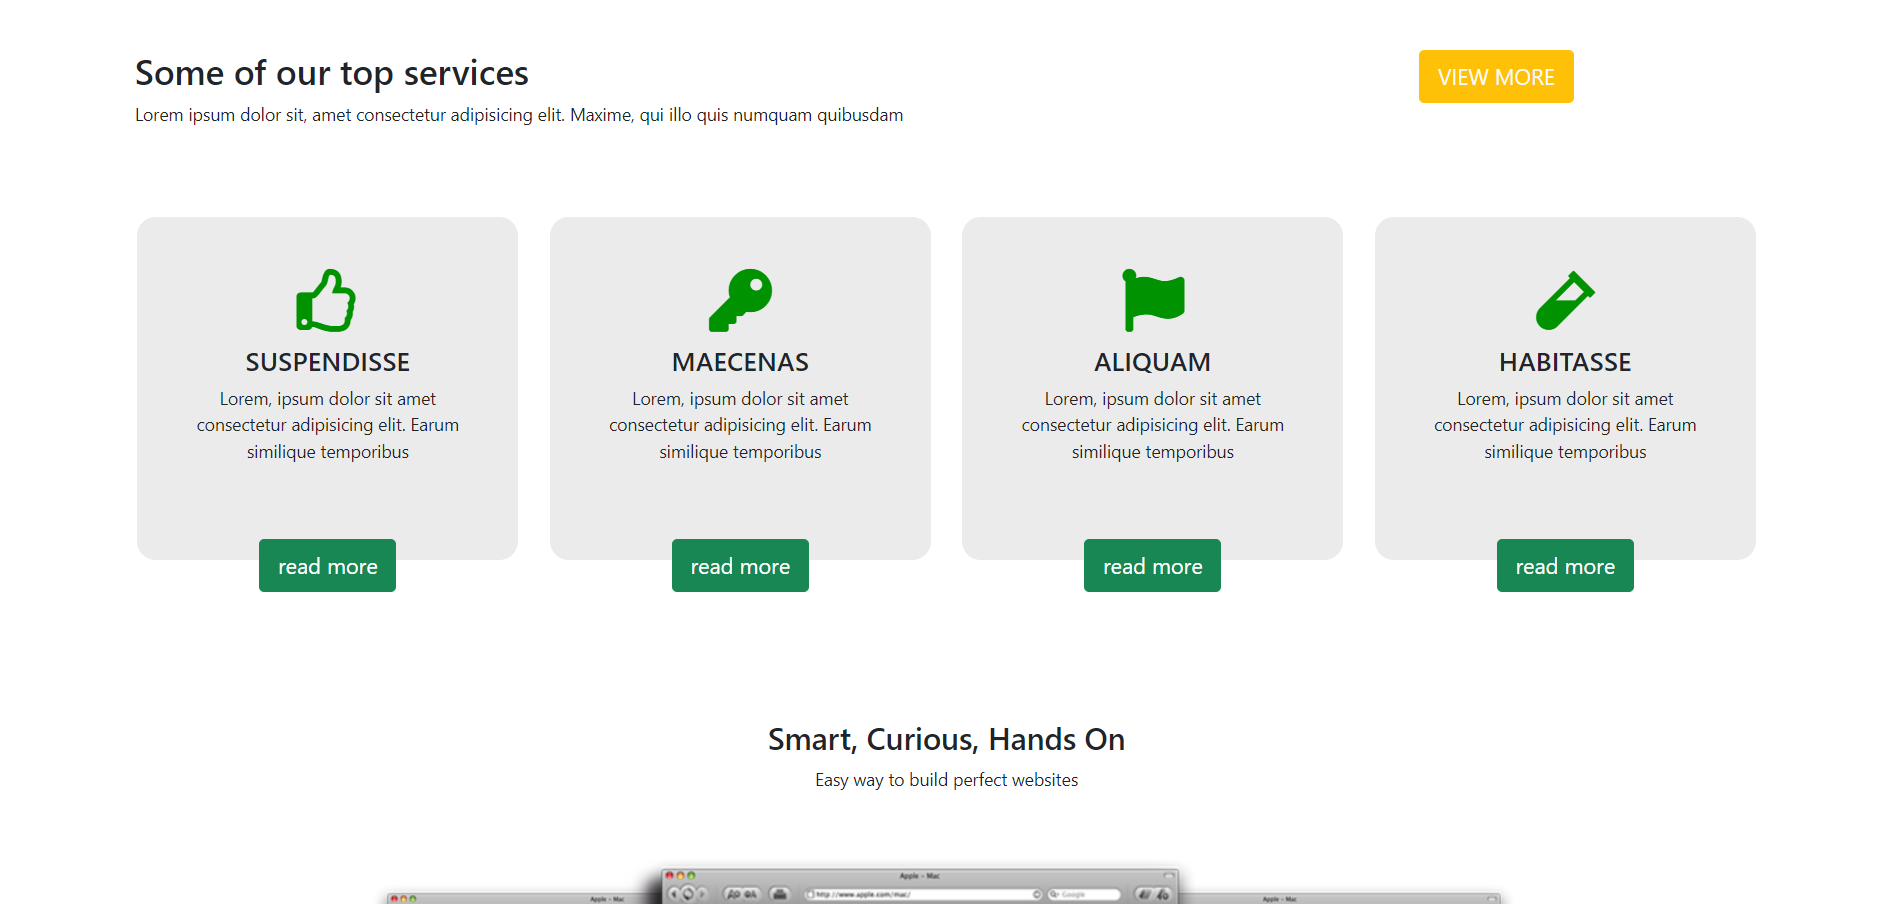 Some of our top services
VIEW MORE
Lorem ipsum dolor sit, amet consectetur adipisicing elit. Maxime, qui illo quis numquam quibusdam
SUSPENDISSE
Lorem, ipsum dolor sit amet
consectetur adipisicing elit. Earum
similique temporibus
read more
MAECENAS
Lorem, ipsum dolor sit amet
consectetur adipisicing elit. Earum
similique temporibus
read more
ALIQUAM
Lorem, ipsum dolor sit amet
consectetur adipisicing elit. Earum
similique temporibus
read more
HABITASSE
Lorem, ipsum dolor sit amet
consectetur adipisicing elit. Earum
similique temporibus
read more
Smart, Curious, Hands On
Easy way to build perfect websites
Apple - Mac
http://www.apple.com/mac/
Google
Apple - Mac
Apple - Mac